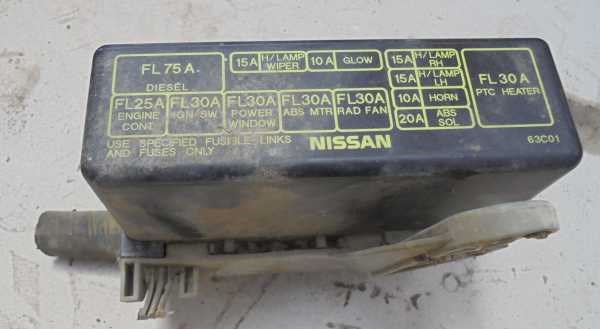 FL 75 A
DIESEL
15A H/LAMP WIPER
10A GLOW
15A H/LAMP RH
15A H/LAMP LH
10A HORN
20A ABS SOL
FL 30 A
PTC HEATER
FL25A ENGINE CONT
FL30A IGN SW
FL30A POWER WINDOW
FL30A ABS MTR
FL30A RAD FAN
USE SPECIFIED FUSIBLE LINKS
AND FUSES ONLY
NISSAN
63C01